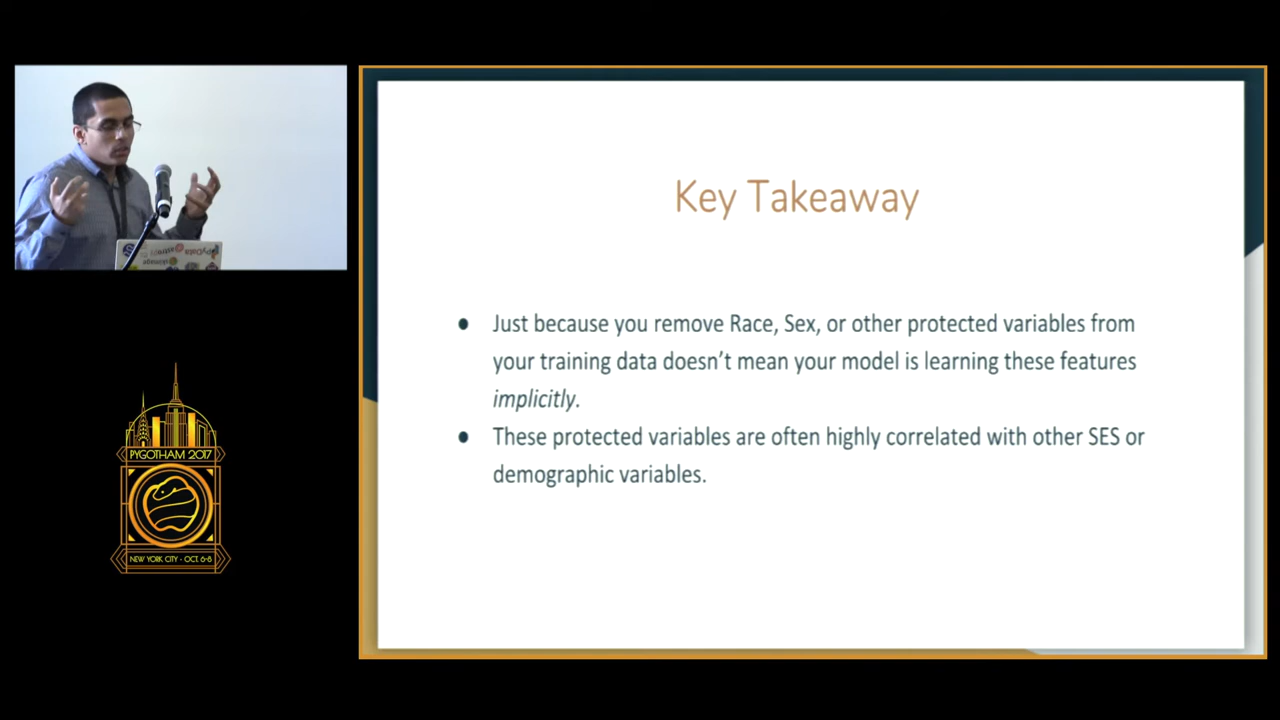 Key Takeaway
● Just because you remove Race, Sex, or other protected variables from
your training data doesn't mean your model is learning these features
implicitly.
● These protected variables are often highly correlated with other SES or
demographic variables.
PyData
PYGOTHAM 2017
NEW YORK CITY - OCT. 6-8